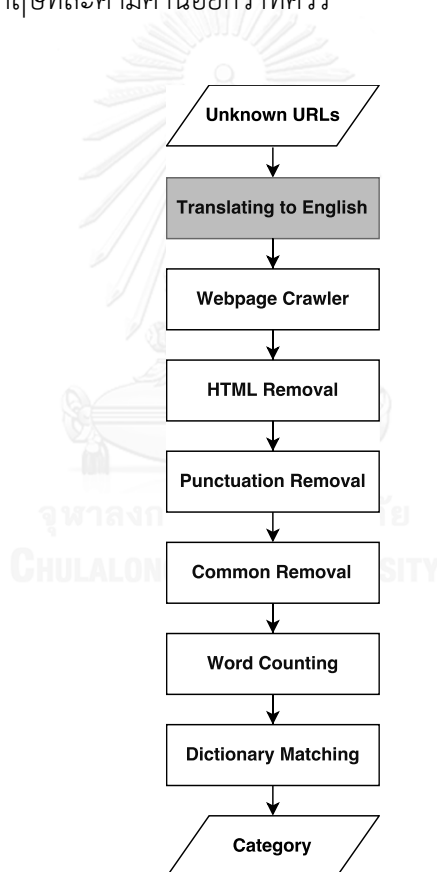 Unknown URLs
Translating to English
Webpage Crawler
HTML Removal
Punctuation Removal
Common Removal
Word Counting
Dictionary Matching
Category